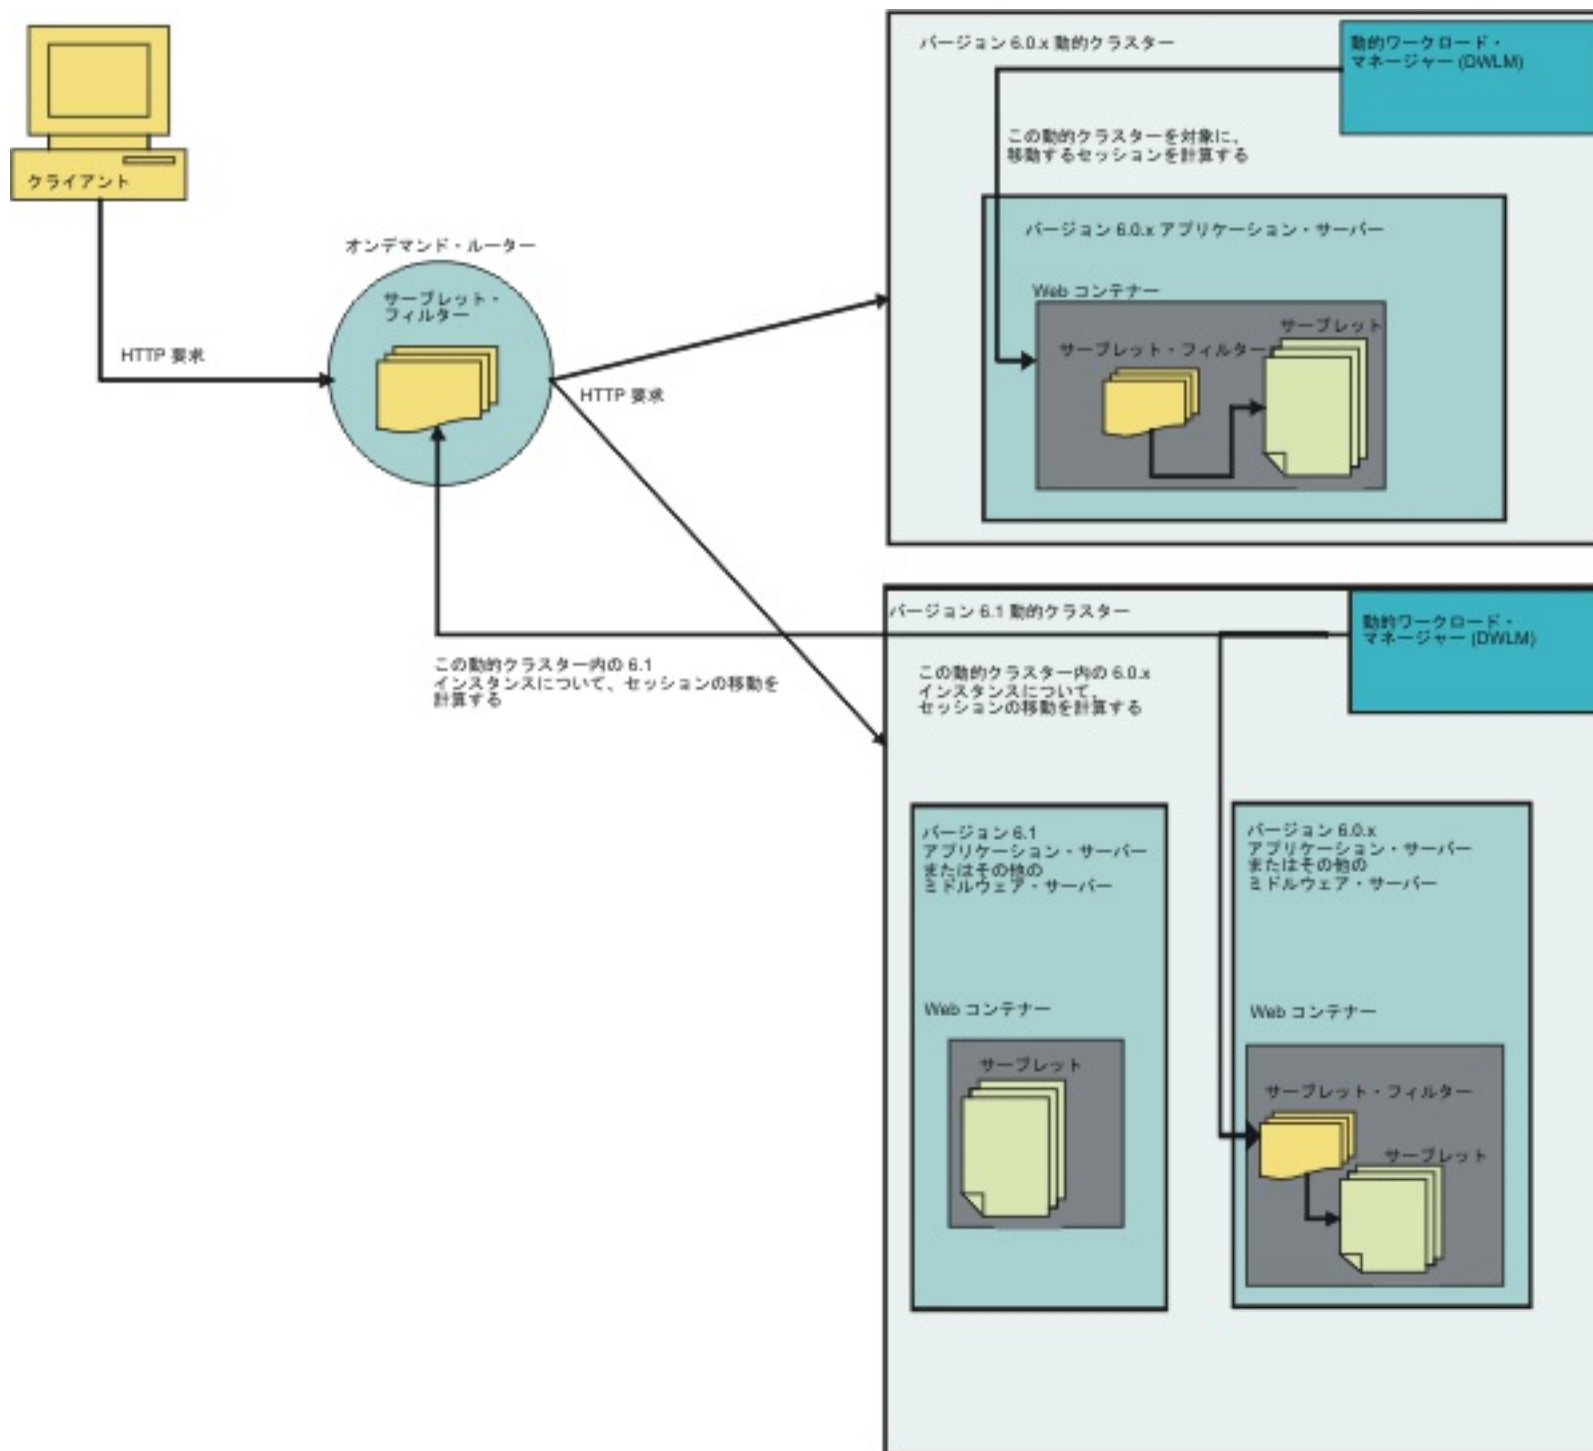 ケライアント
HTTP 要求
オンデマンド・ルーター
サーブレット・
フィルター
HTTP 要求
バージョン 6.0.x 動的クラスター
動的ワークロード・
マネージャー (DWLM)
この動的クラスターを対象に、
移動するセッションを計算する
バージョン 6.0.x アプリケーション・サーバー
Web コンテナー
サーブレット・フィルター
サーブレット
バージョン 6.1 動的クラスター
動的ワークロード・
マネージャー (DWLM)
この動的クラスター内の 6.1
インスタンスについて、セッションの移動を
計算する
この動的クラスター内の 6.0.x
インスタンスについて、
セッションの移動を計算する
バージョン 6.1
アプリケーション・サーバー
またはその他の
ミドルウェア・サーバー
Web コンテナー
サーブレット
バージョン 6.0.x
アプリケーション・サーバー
またはその他の
ミドルウェア・サーバー
Web コンテナー
サーブレット・フィルター
サーブレット